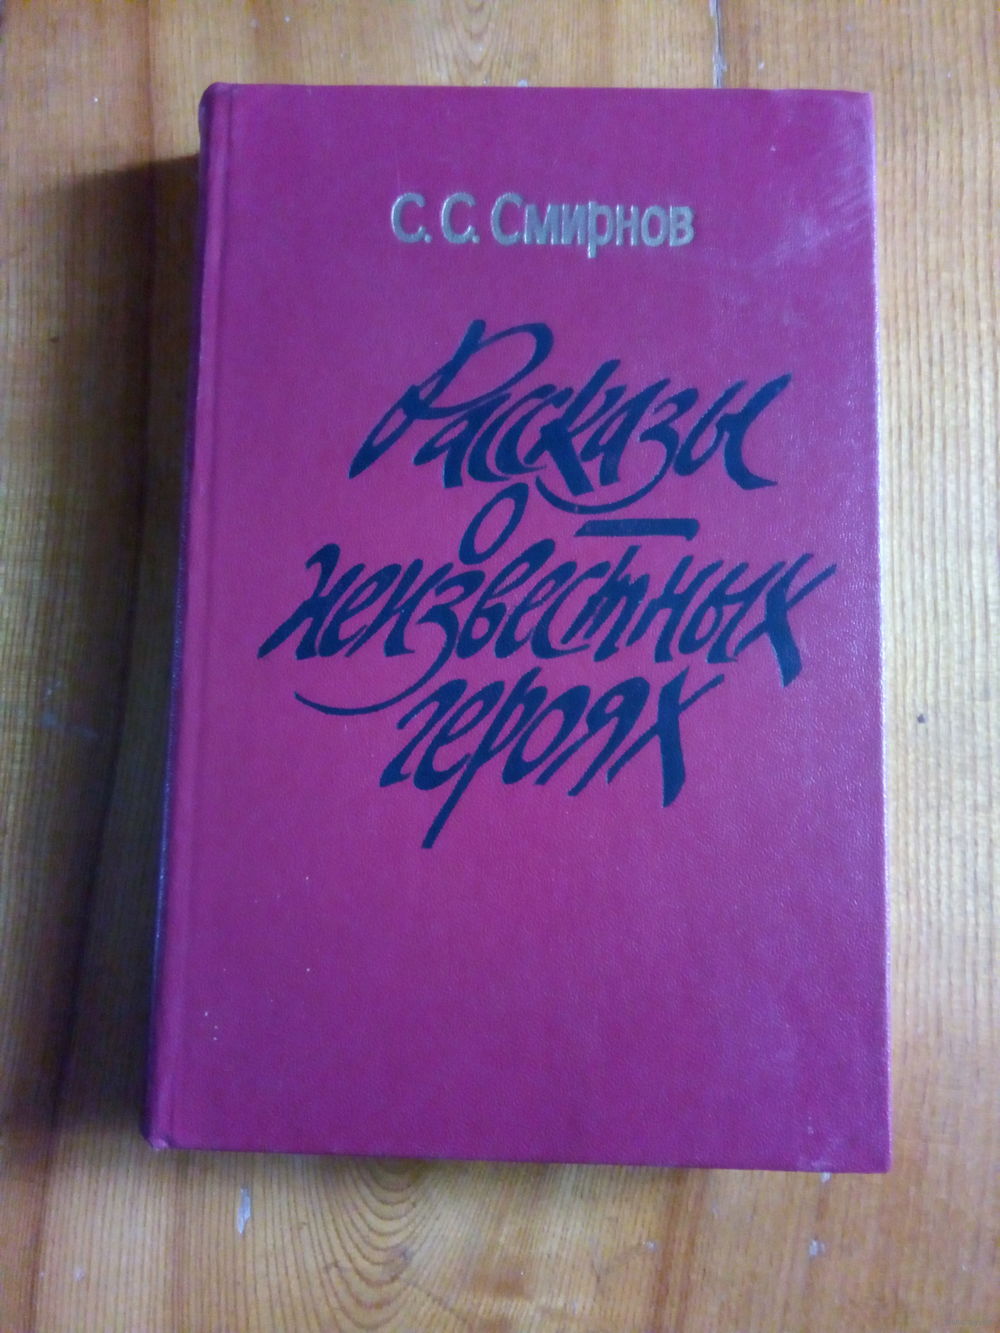 С. С. Смирнов
Рассказы
о
неизвестных
героях